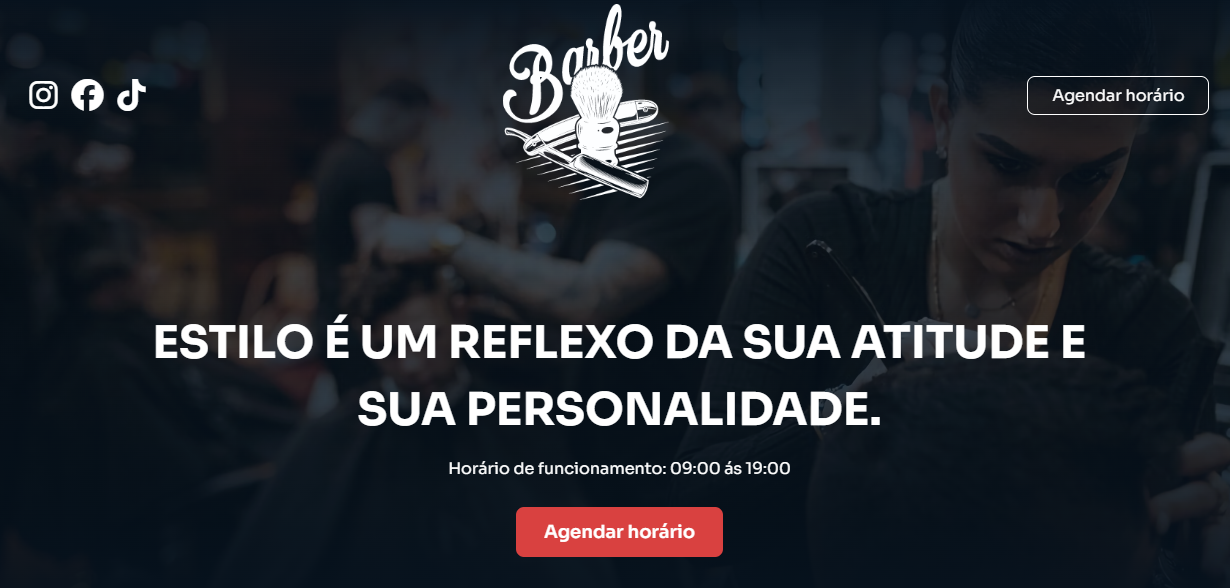 Barber
Agendar horário
ESTILO É UM REFLEXO DA SUA ATITUDE E
SUA PERSONALIDADE.
Horário de funcionamento: 09:00 ás 19:00
Agendar horário